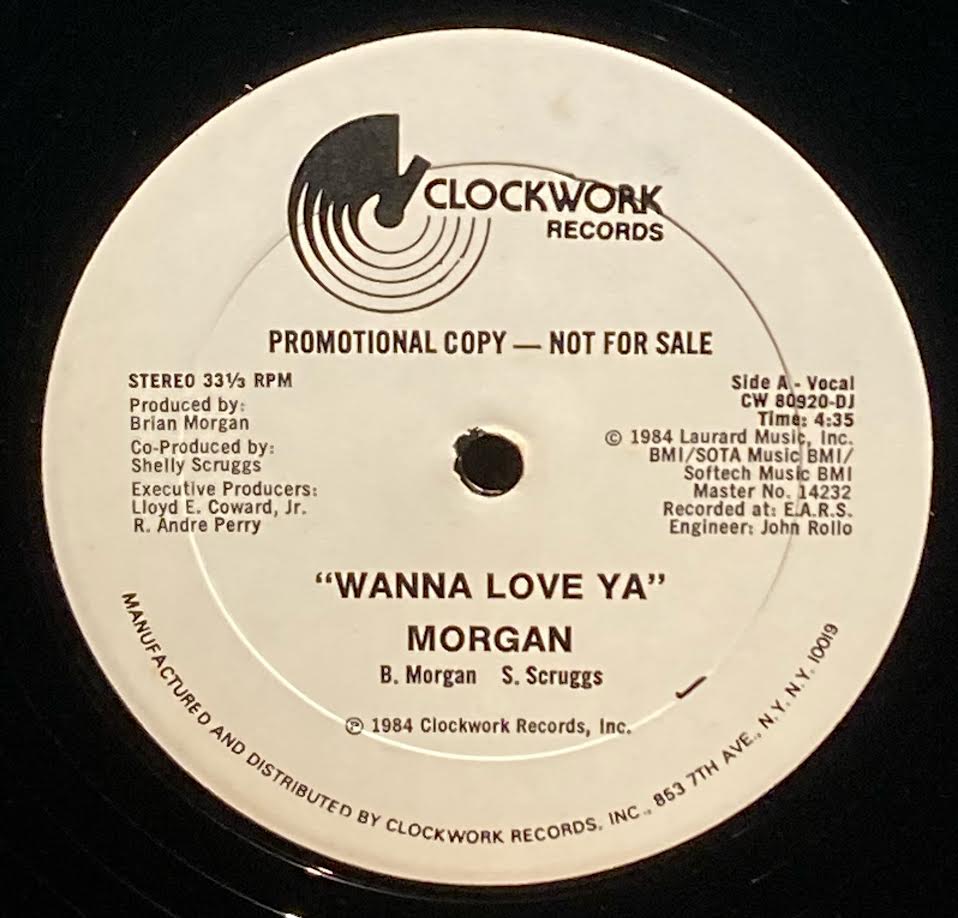 CLOCKWORK
RECORDS
PROMOTIONAL COPY — NOT FOR SALE
STEREO 33⅓ RPM
Produced by:
Brian Morgan
Co-Produced by:
Shelly Scruggs
Executive Producers:
Lloyd E. Coward, Jr.
R. Andre Perry
Side A - Vocal
CW 80920-DJ
Time: 4:35
© 1984 Laurard Music, Inc.
BMI/SOTA Music BMI/
Softech Music BMI
Master No. 14232
Recorded at: E.A.R.S.
Engineer: John Rollo
“WANNA LOVE YA”
MORGAN
B. Morgan S. Scruggs
℗ 1984 Clockwork Records, Inc.
MANUFACTURED AND DISTRIBUTED BY CLOCKWORK RECORDS, INC., 853 7TH AVE., N.Y. N.Y. 10019